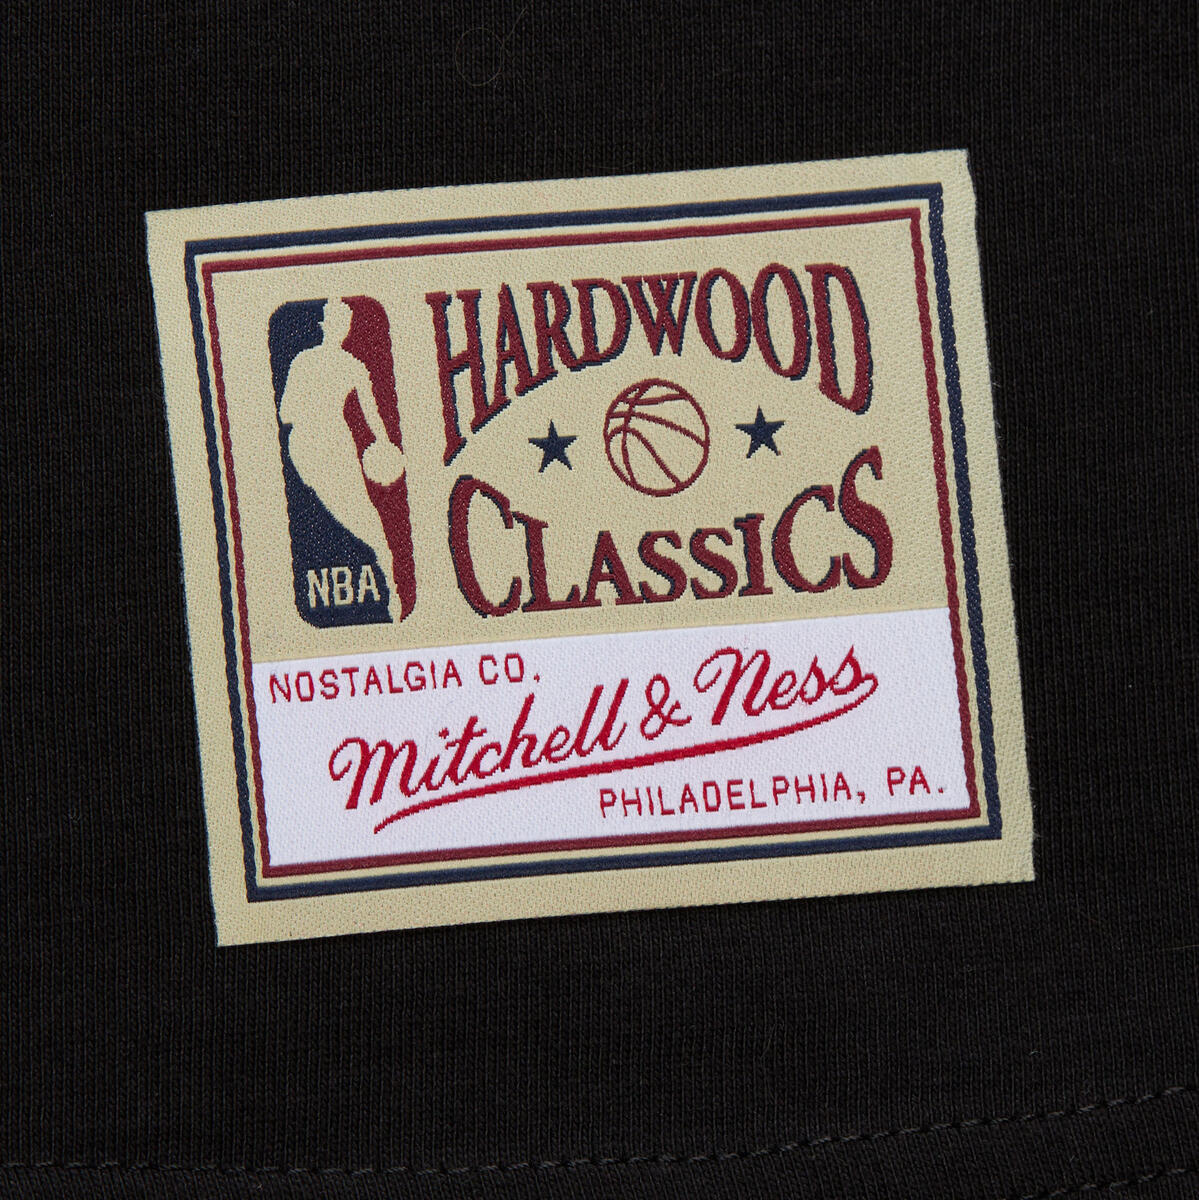 HARDWOOD
CLASSICS
NBA
NOSTALGIA CO.
Mitchell & Ness
PHILADELPHIA, PA.